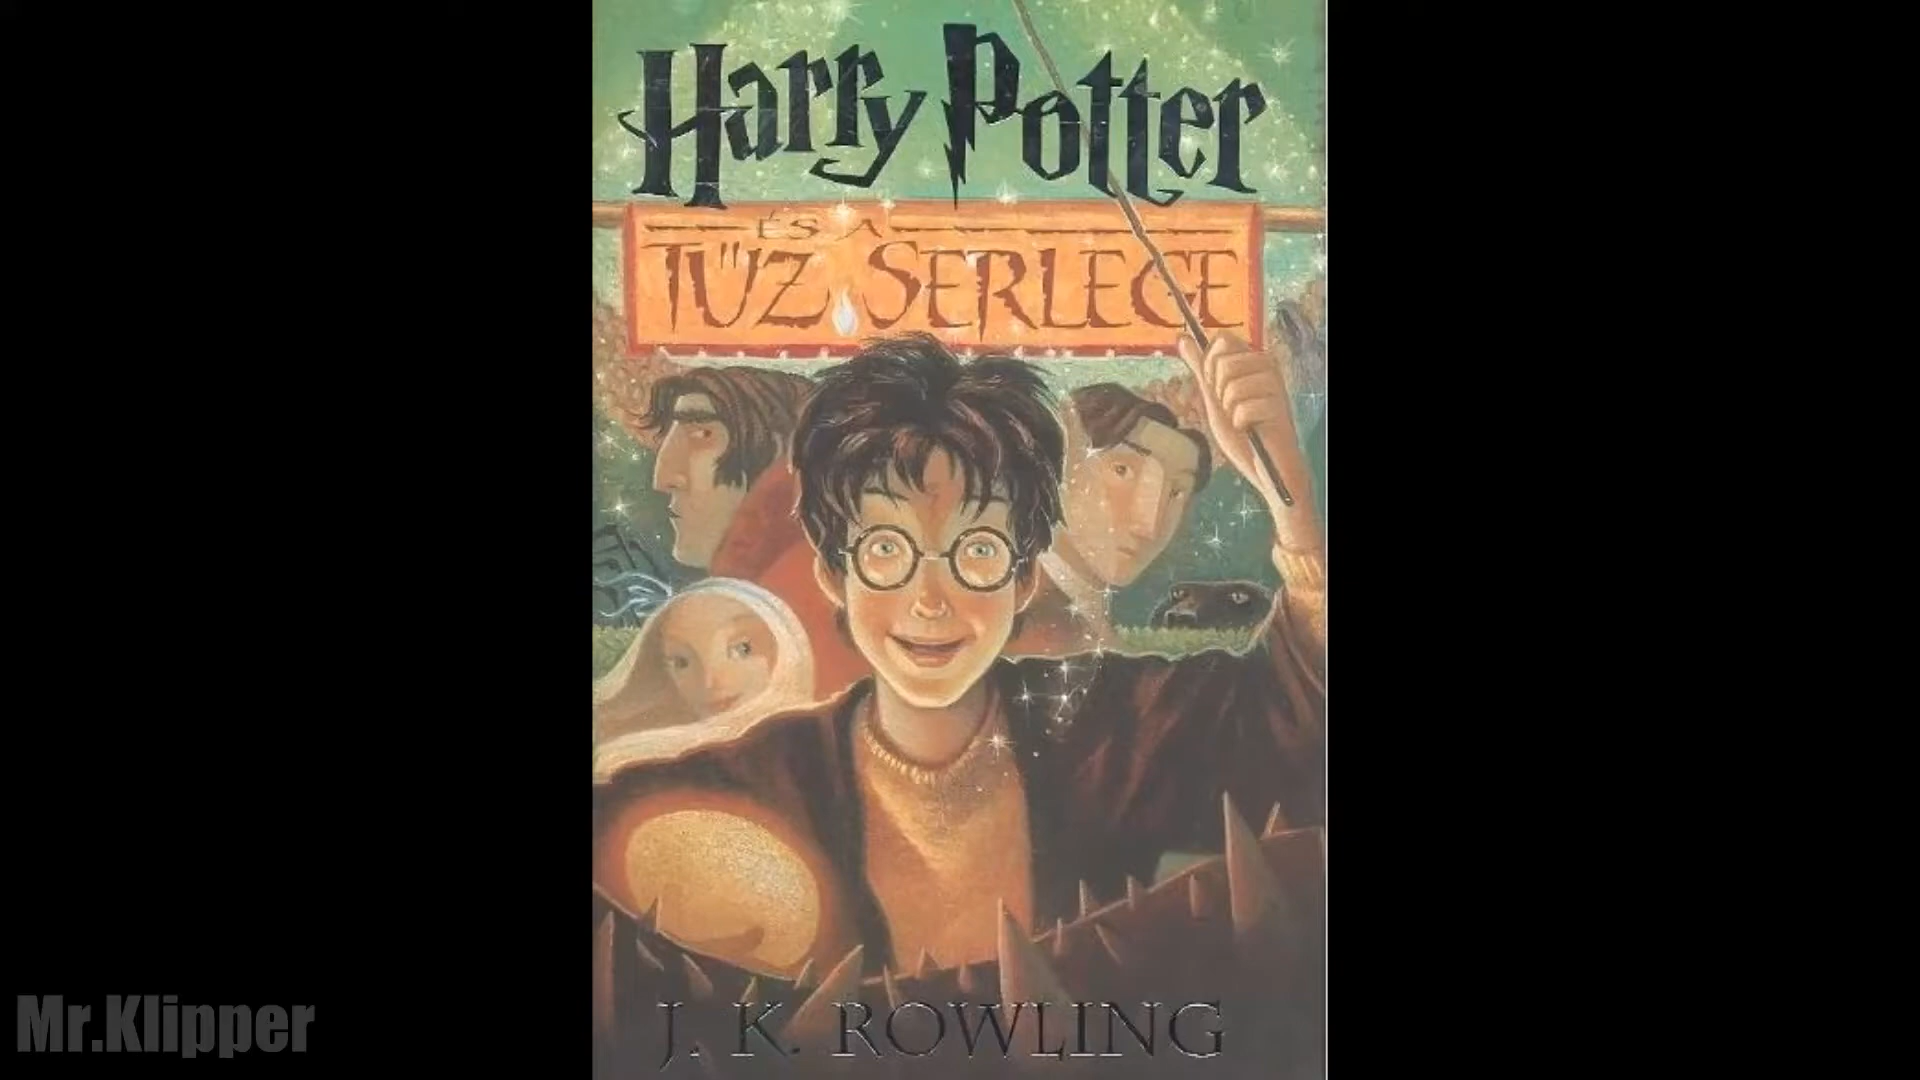 Harry Potter
ÉS A
TŰZ SERLEGE
J. K. ROWLING
Mr.Klipper